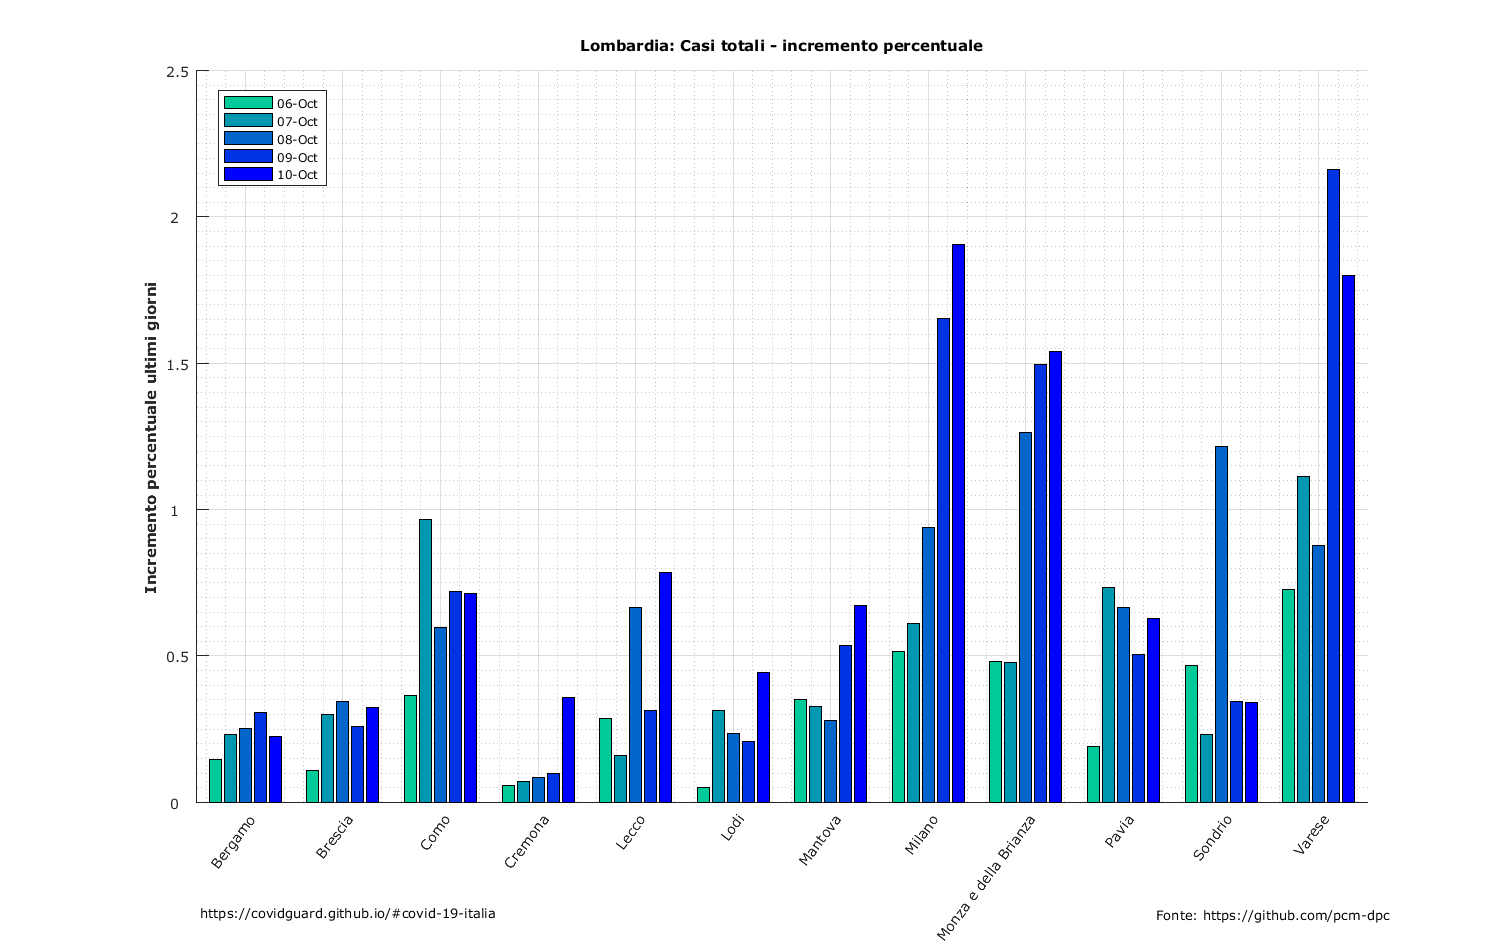 Lombardia: Casi totali - incremento percentuale
2.5
2
1.5
1
0.5
0
Incremento percentuale ultimi giorni
06-Oct
07-Oct
08-Oct
09-Oct
10-Oct
Bergamo
Brescia
Como
Cremona
Lecco
Lodi
Mantova
Milano
Monza e della Brianza
Pavia
Sondrio
Varese
https://covidguard.github.io/#covid-19-italia
Fonte: https://github.com/pcm-dpc